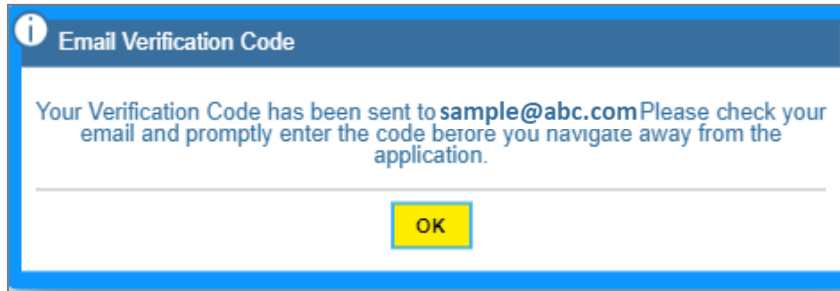 i
Email Verification Code
Your Verification Code has been sent to sample@abc.com Please check your
email and promptly enter the code before you navigate away from the
application.
OK